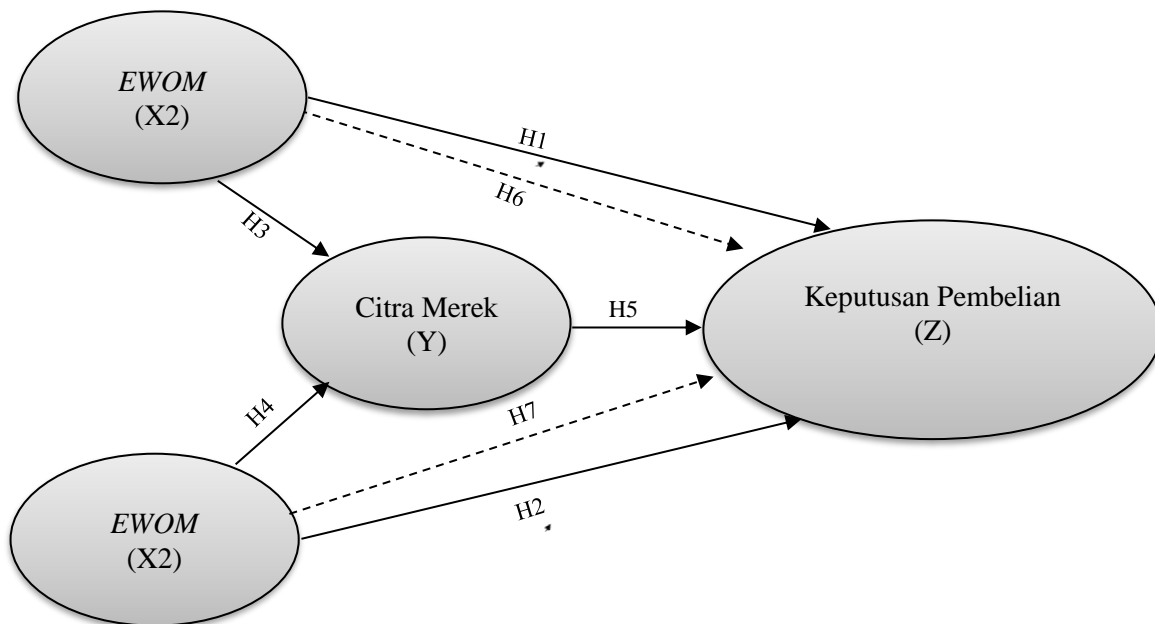 EWOM
(X2)
H1
H6
H3
Citra Merek
(Y)
H5
Keputusan Pembelian
(Z)
H4
H7
H2
EWOM
(X2)